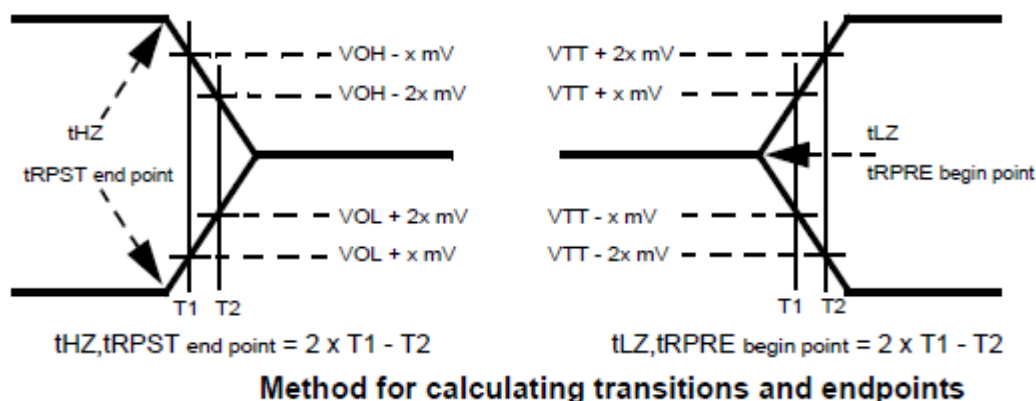 VOH - x mV
VOH - 2x mV
tHZ
tRPST end point
VOL + 2x mV
VOL + x mV
T1 T2
tHZ,tRPST end point = 2 x T1 - T2
VTT + 2x mV
VTT + x mV
tLZ
tRPRE begin point
VTT - x mV
VTT - 2x mV
T1 T2
tLZ,tRPRE begin point = 2 x T1 - T2
Method for calculating transitions and endpoints